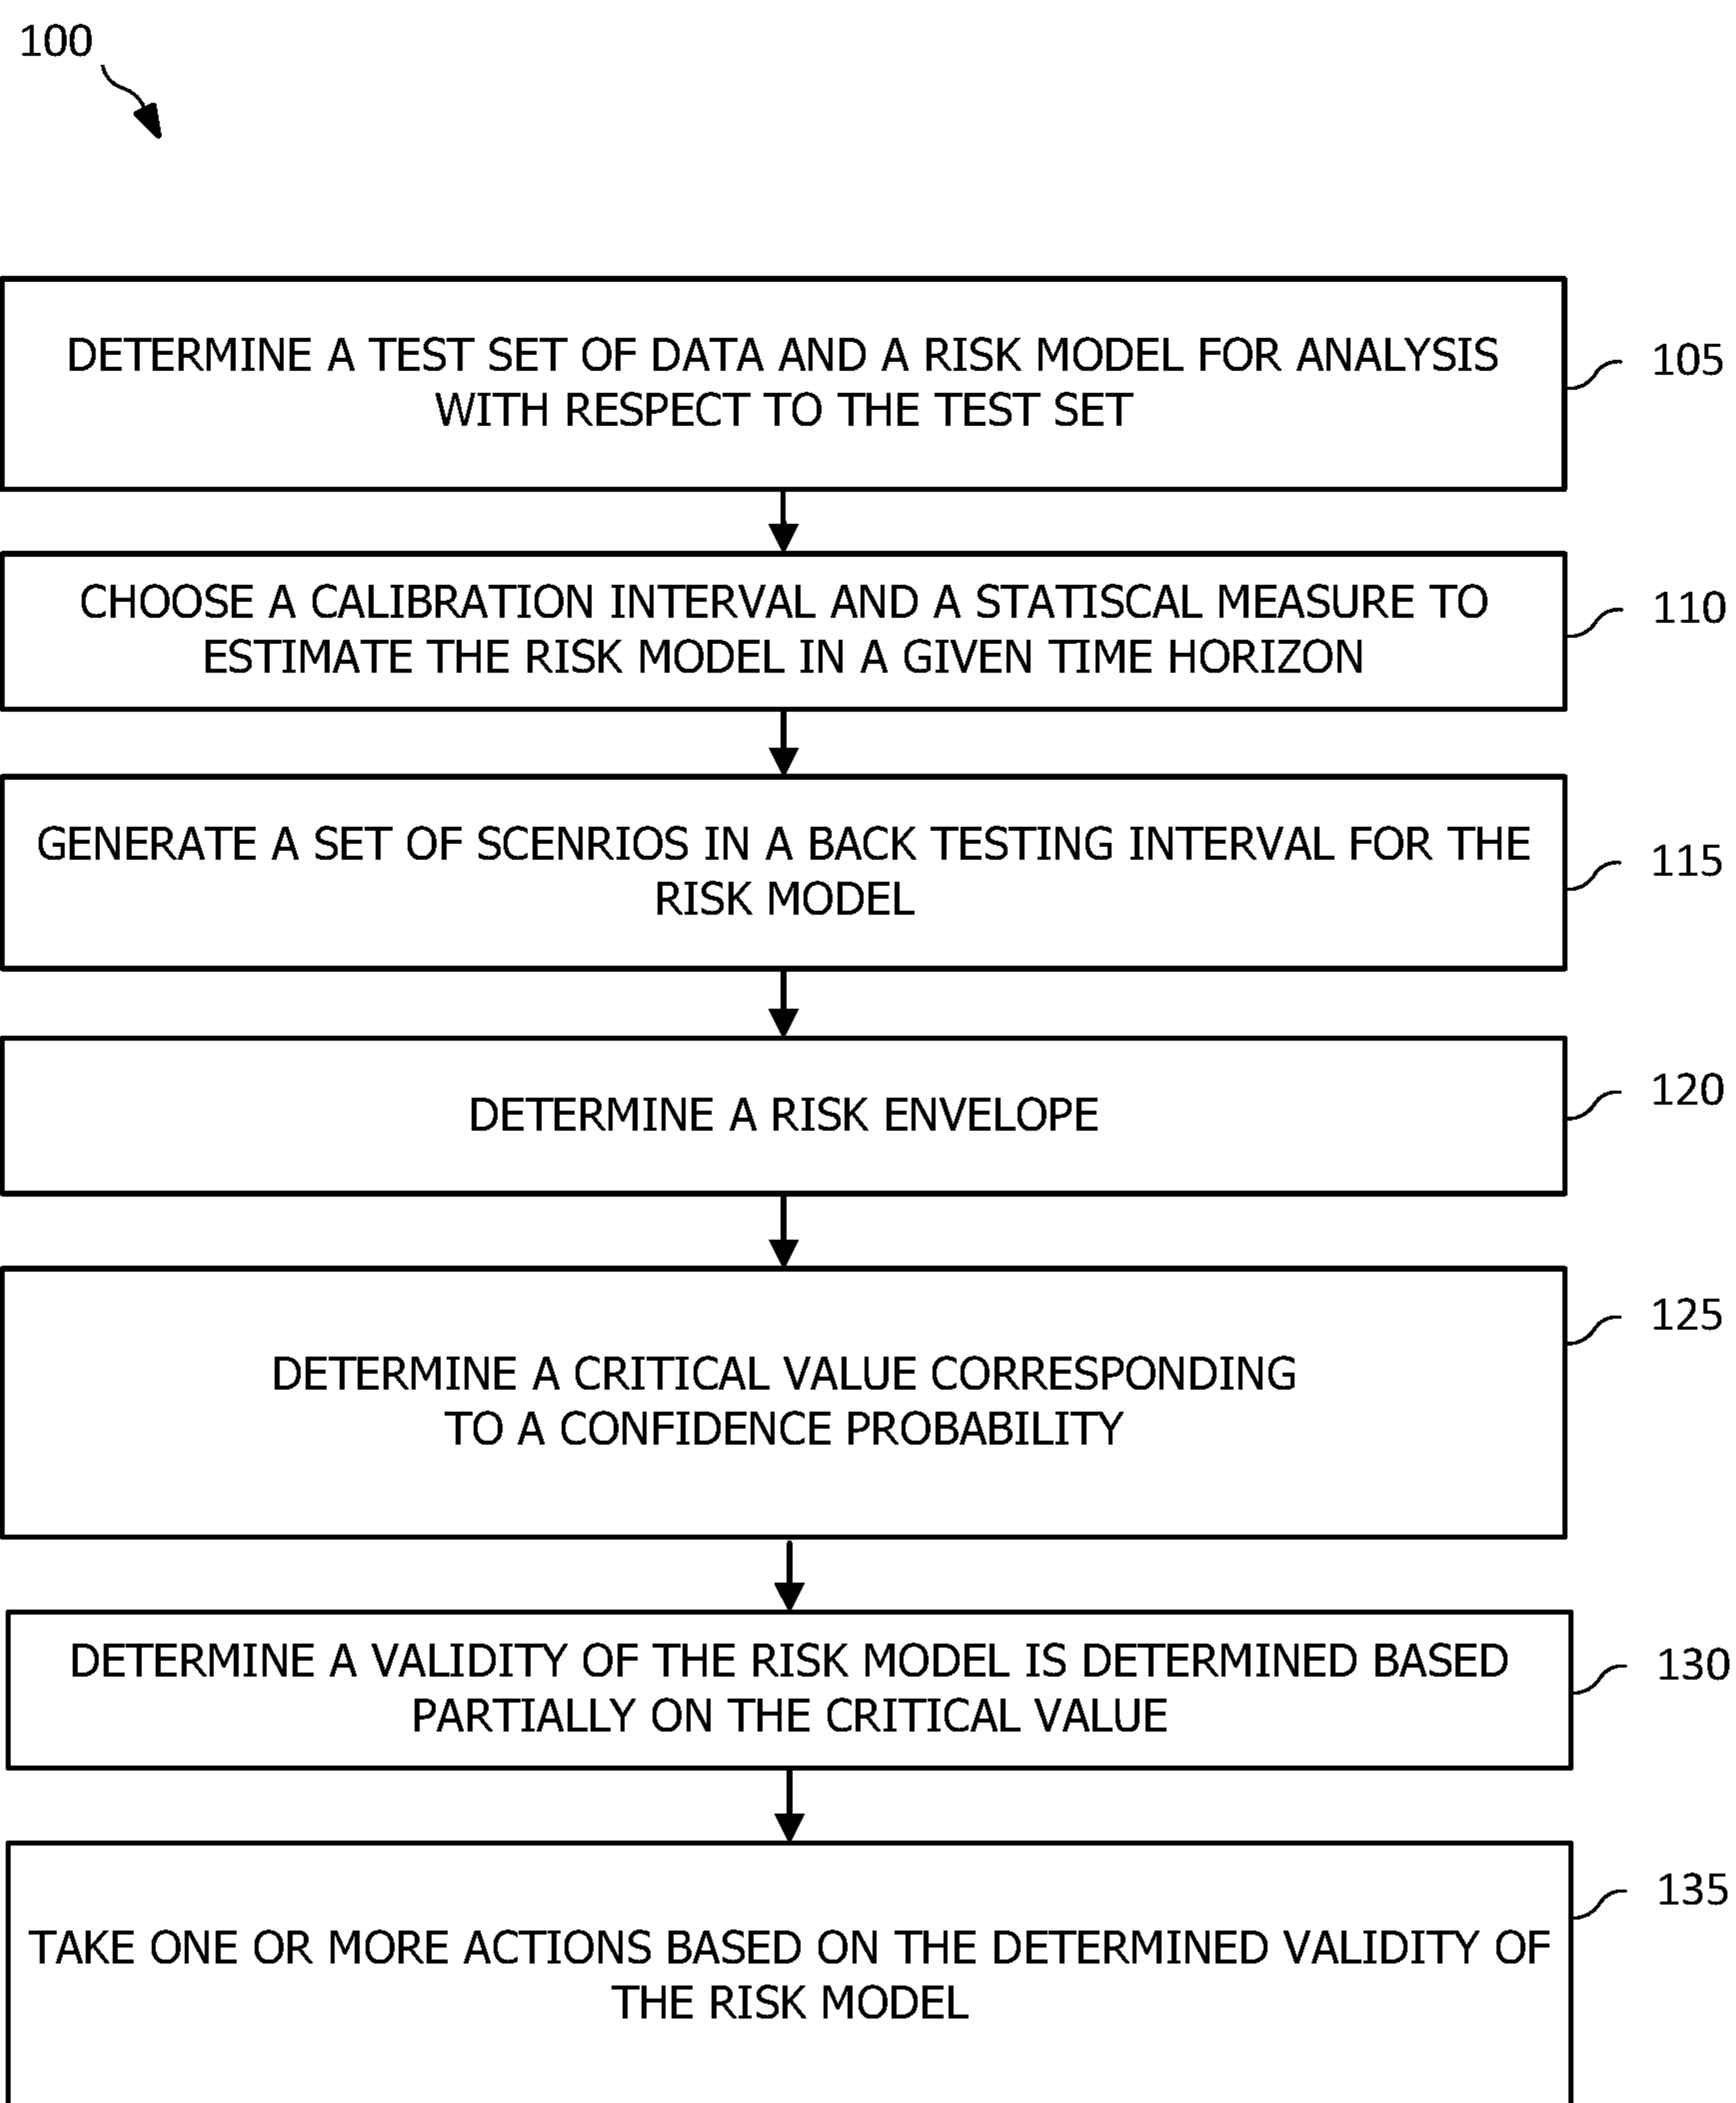 100
DETERMINE A TEST SET OF DATA AND A RISK MODEL FOR ANALYSIS
WITH RESPECT TO THE TEST SET
105
CHOOSE A CALIBRATION INTERVAL AND A STATISCAL MEASURE TO
ESTIMATE THE RISK MODEL IN A GIVEN TIME HORIZON
110
GENERATE A SET OF SCENRIOS IN A BACK TESTING INTERVAL FOR THE
RISK MODEL
115
DETERMINE A RISK ENVELOPE
120
DETERMINE A CRITICAL VALUE CORRESPONDING
TO A CONFIDENCE PROBABILITY
125
DETERMINE A VALIDITY OF THE RISK MODEL IS DETERMINED BASED
PARTIALLY ON THE CRITICAL VALUE
130
TAKE ONE OR MORE ACTIONS BASED ON THE DETERMINED VALIDITY OF
THE RISK MODEL
135